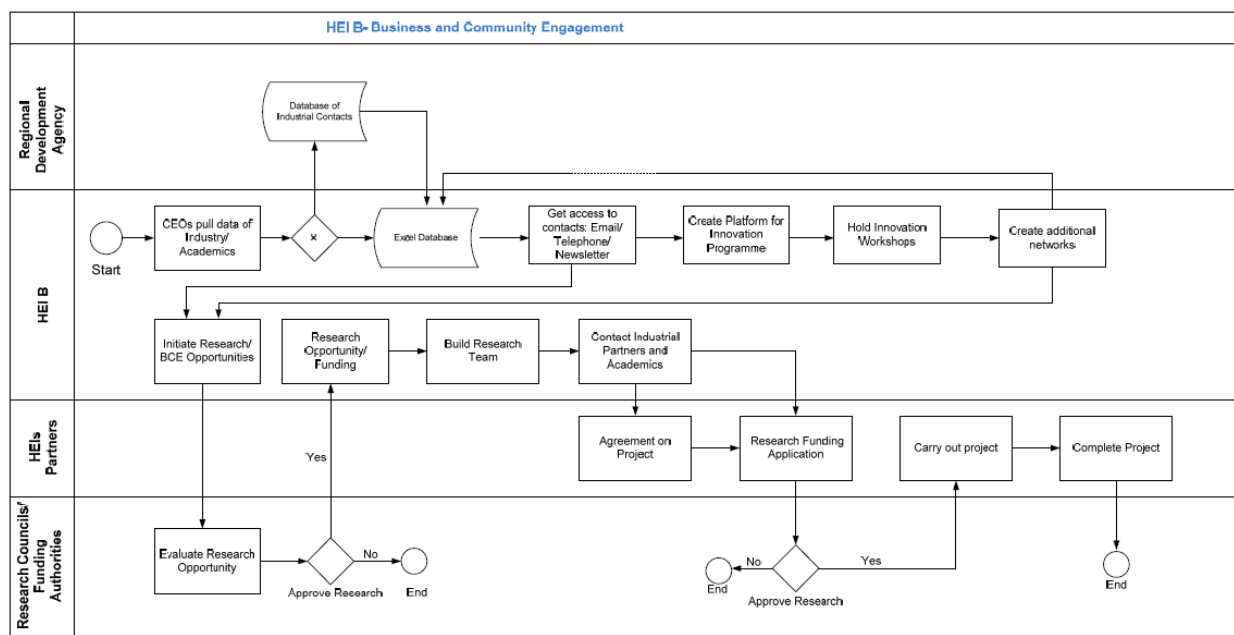 HEI B- Business and Community Engagement
Regional
Development
Agency
Database of
Industrial Contacts
HEI B
Start
CEOs pull data of
Industry/
Academics
x
Excel Database
Get access to
contacts: Email/
Telephone/
Newsletter
Create Platform for
Innovation
Programme
Hold Innovation
Workshops
Create additional
networks
Initiate Research/
BCE Opportunities
Research
Opportunity/
Funding
Build Research
Team
Contact Industrial
Partners and
Academics
HEIs
Partners
Yes
Agreement on
Project
Research Funding
Application
Carry out project
Complete Project
Research Councils/
Funding
Authorities
Evaluate Research
Opportunity
No
Approve Research
End
No
End
Yes
Approve Research
End